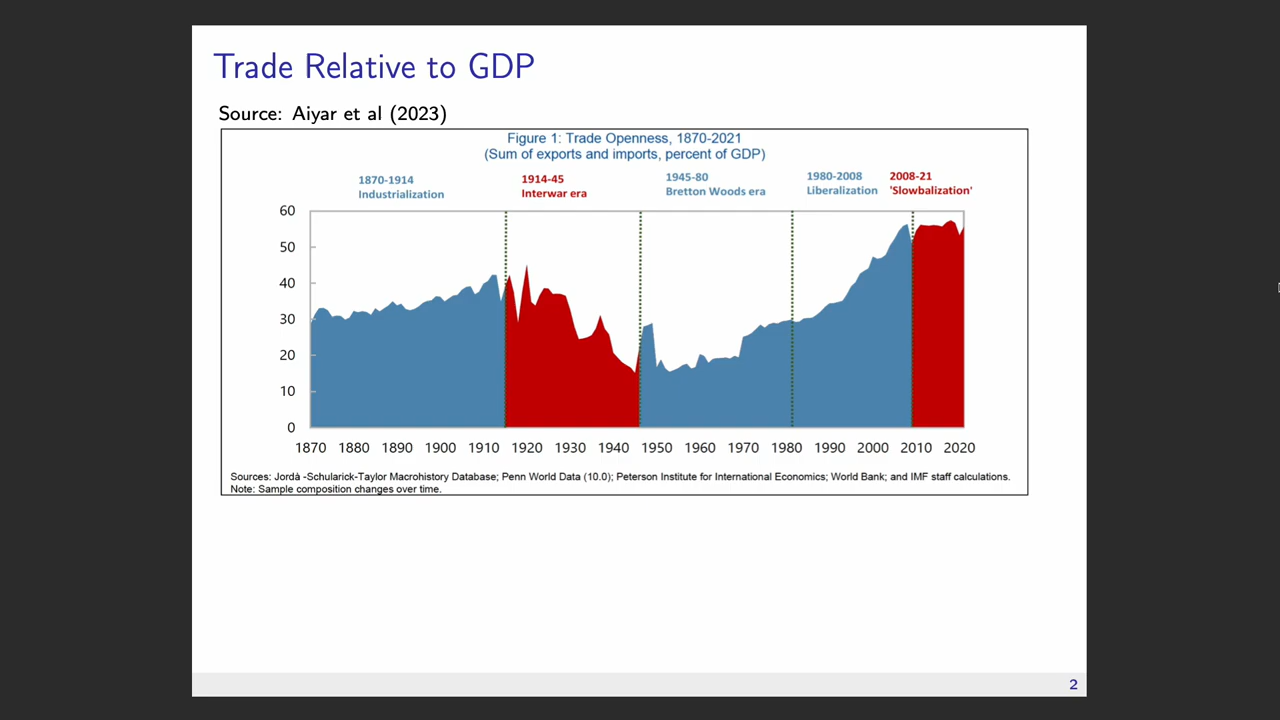 Trade Relative to GDP
Source: Aiyar et al (2023)
Figure 1: Trade Openness, 1870-2021
(Sum of exports and imports, percent of GDP)
1870-1914
Industrialization
1914-45
Interwar era
1945-80
Bretton Woods era
1980-2008
Liberalization
2008-21
'Slowbalization'
60
50
40
30
20
10
0
1870 1880 1890 1900 1910 1920 1930 1940 1950 1960 1970 1980 1990 2000 2010 2020
Sources: Jordà -Schularick-Taylor Macrohistory Database; Penn World Data (10.0); Peterson Institute for International Economics; World Bank; and IMF staff calculations.
Note: Sample composition changes over time.
2